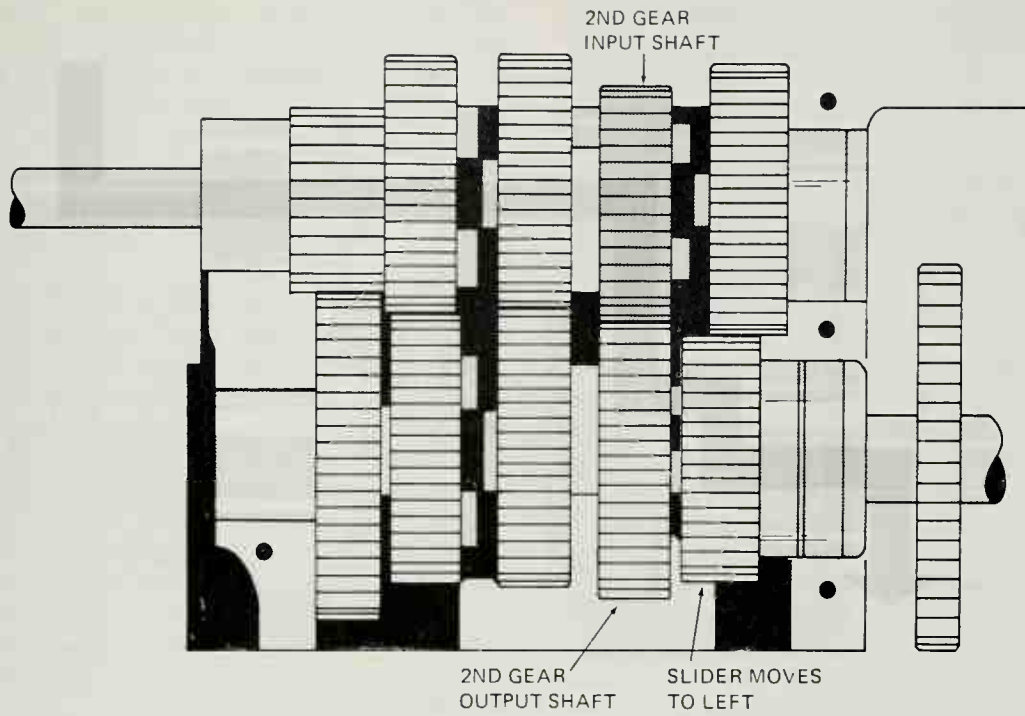 2ND GEAR
INPUT SHAFT
2ND GEAR
OUTPUT SHAFT
SLIDER MOVES
TO LEFT